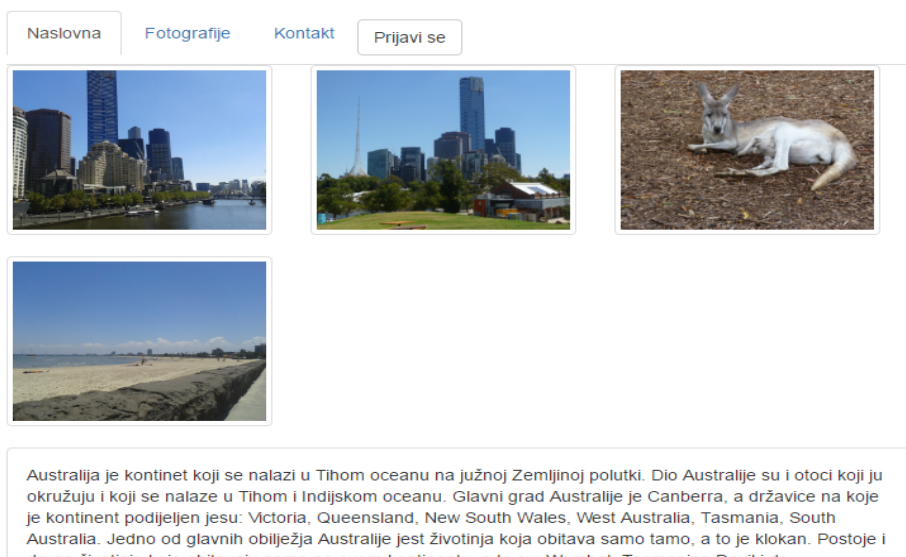 Naslovna Fotografije Kontakt Prijavi se
Australija je kontinet koji se nalazi u Tihom oceanu na južnoj Zemljinoj polutki. Dio Australije su i otoci koji ju
okružuju i koji se nalaze u Tihom i Indijskom oceanu. Glavni grad Australije je Canberra, a državice na koje
je kontinent podijeljen jesu: Victoria, Queensland, New South Wales, West Australia, Tasmania, South
Australia. Jedno od glavnih obilježja Australije jest životinja koja obitava samo tamo, a to je klokan. Postoje i